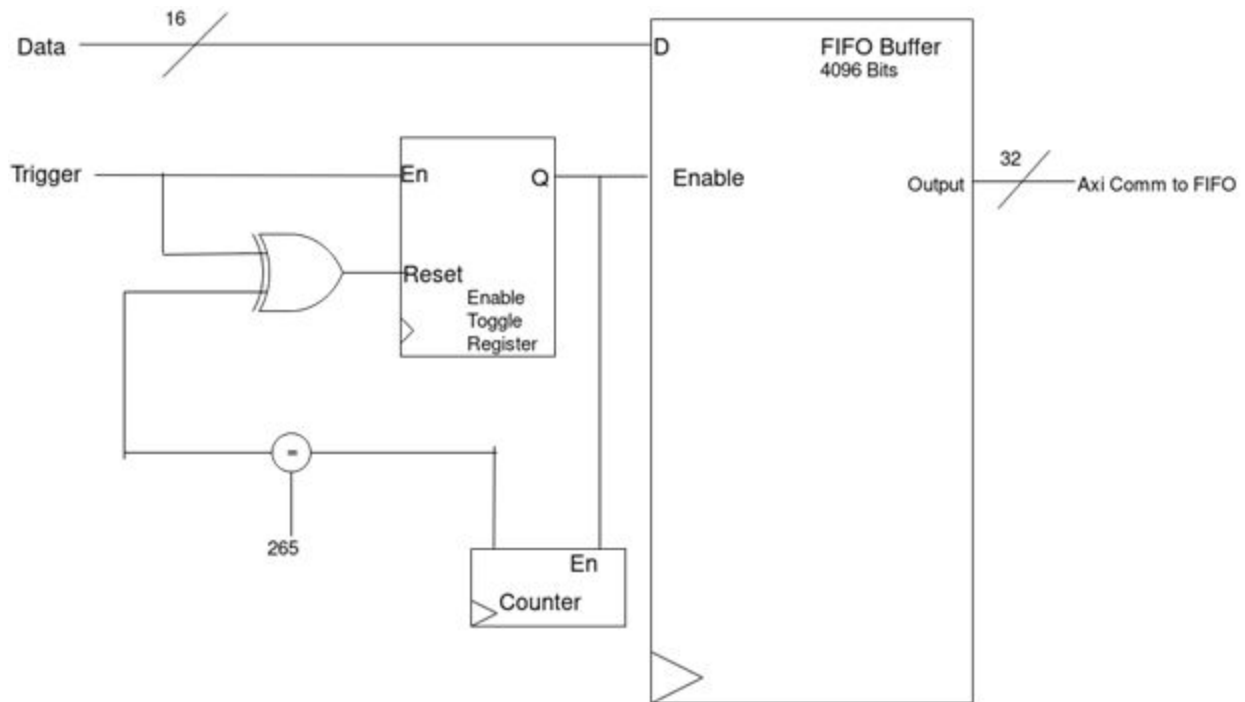 16
Data
D
FIFO Buffer
4096 Bits
Trigger
En
Q
Enable
32
Output
Axi Comm to FIFO
Reset
Enable
Toggle
Register
=
265
En
Counter